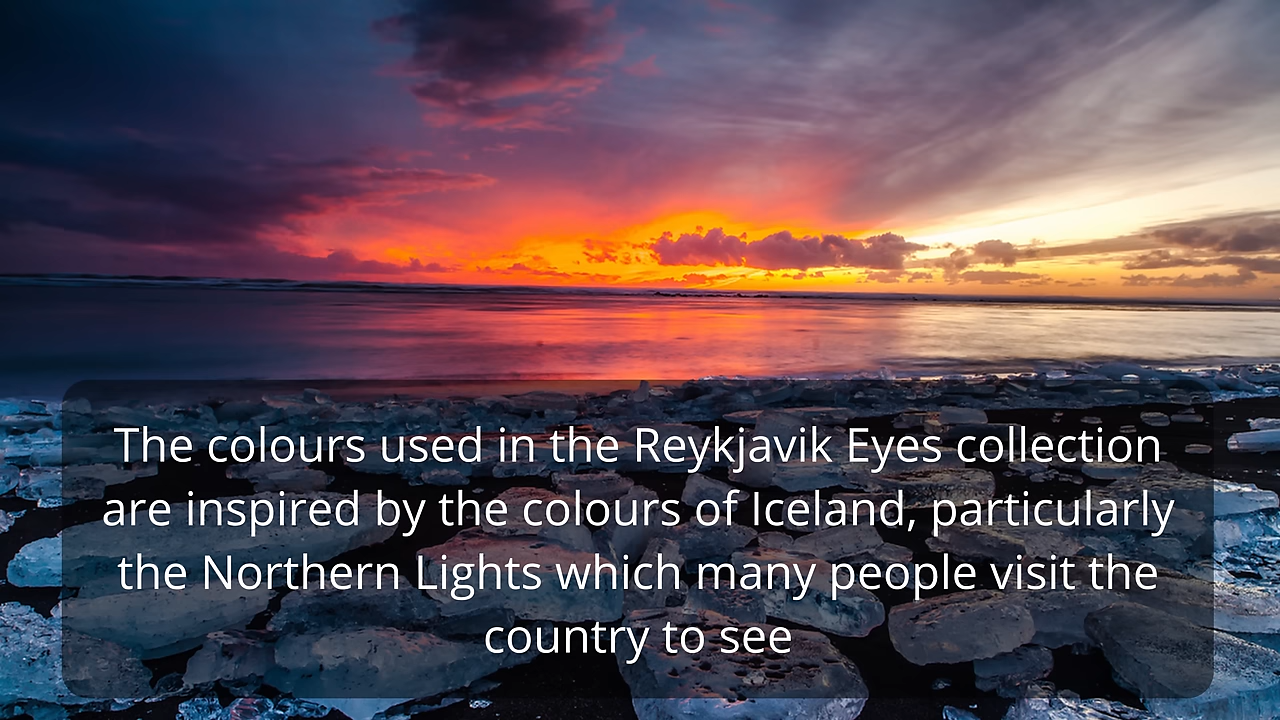 The colours used in the Reykjavik Eyes collection
are inspired by the colours of Iceland, particularly
the Northern Lights which many people visit the
country to see